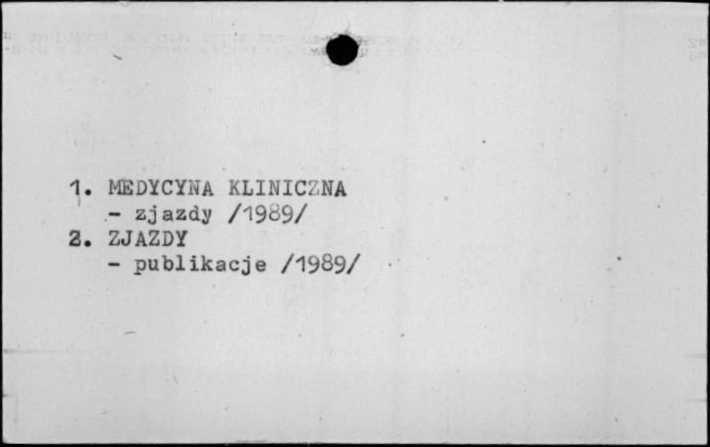 1. MEDYCYNA KLINICZNA
- zjazdy /1989/
2. ZJAZDY
- publikacje /1989/